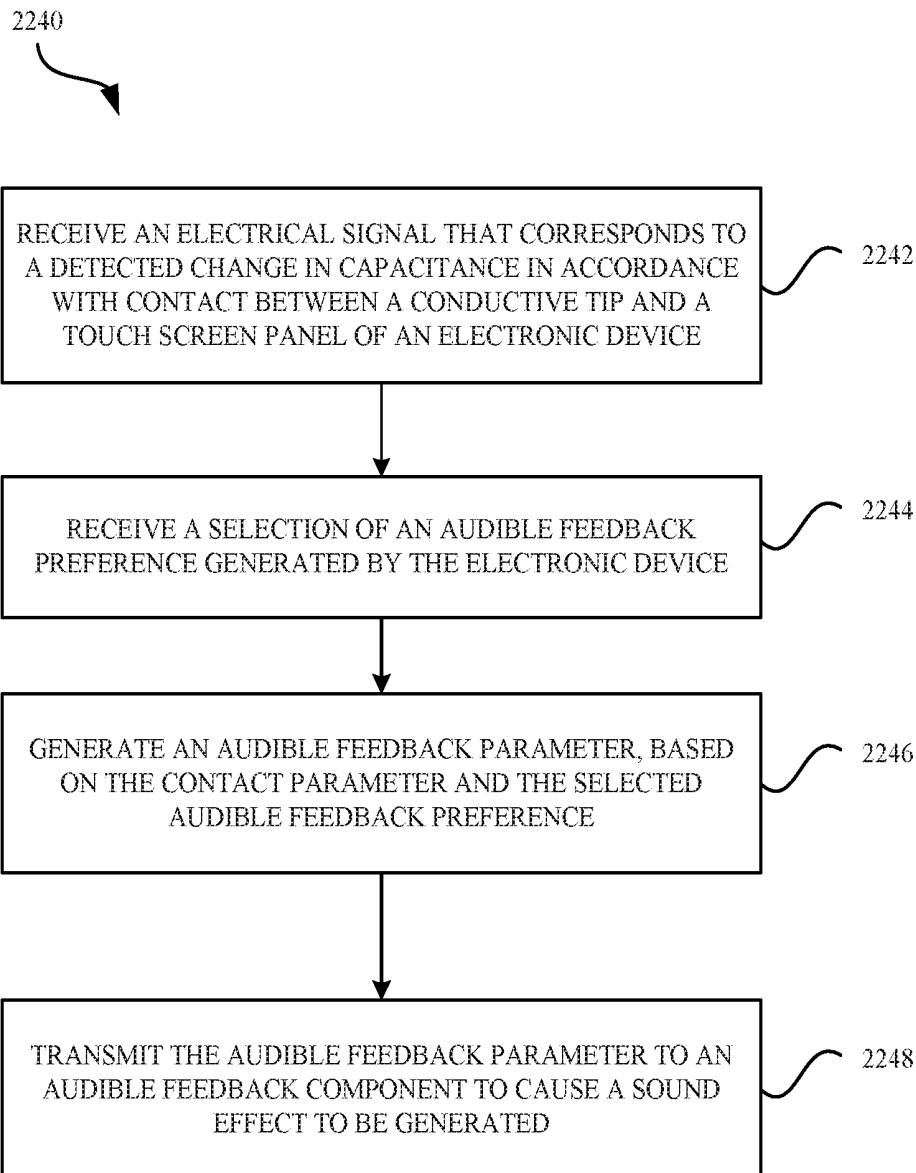 2240
RECEIVE AN ELECTRICAL SIGNAL THAT CORRESPONDS TO
A DETECTED CHANGE IN CAPACITANCE IN ACCORDANCE
WITH CONTACT BETWEEN A CONDUCTIVE TIP AND A
TOUCH SCREEN PANEL OF AN ELECTRONIC DEVICE
2242
RECEIVE A SELECTION OF AN AUDIBLE FEEDBACK
PREFERENCE GENERATED BY THE ELECTRONIC DEVICE
2244
GENERATE AN AUDIBLE FEEDBACK PARAMETER, BASED
ON THE CONTACT PARAMETER AND THE SELECTED
AUDIBLE FEEDBACK PREFERENCE
2246
TRANSMIT THE AUDIBLE FEEDBACK PARAMETER TO AN
AUDIBLE FEEDBACK COMPONENT TO CAUSE A SOUND
EFFECT TO BE GENERATED
2248